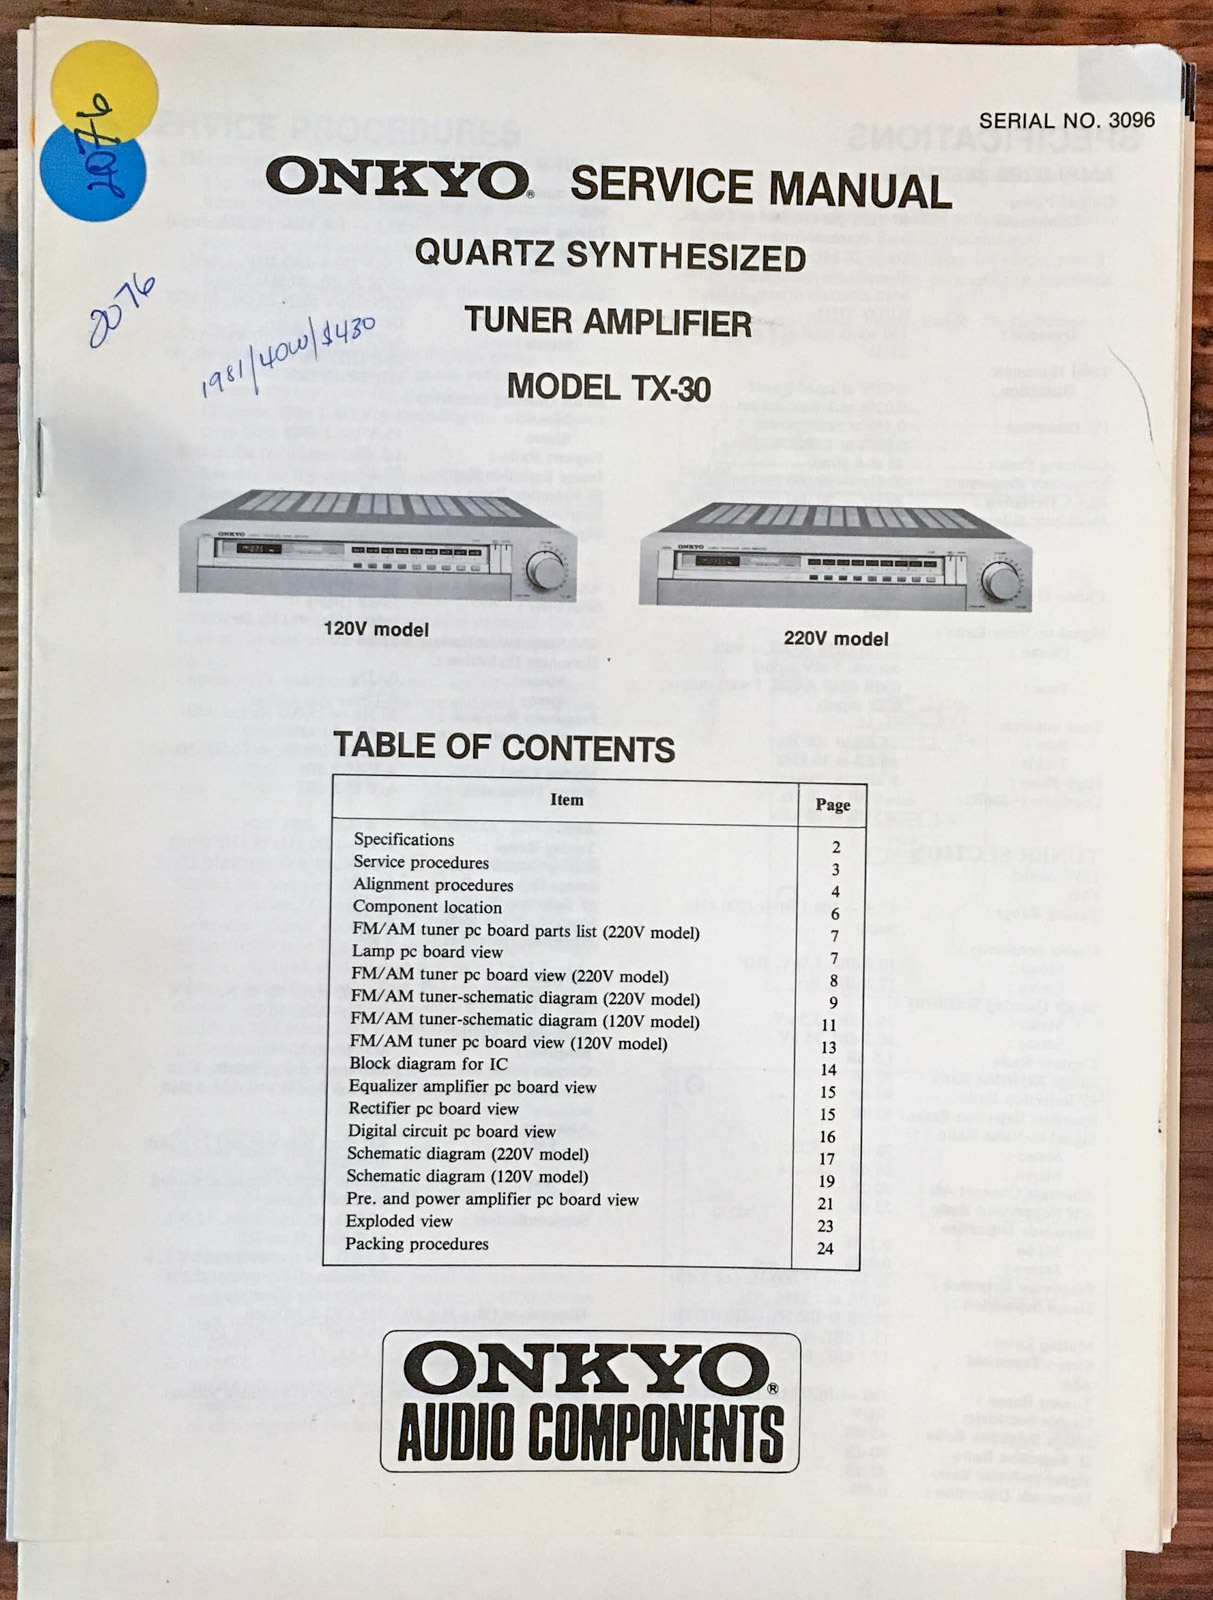 2076
SERIAL NO. 3096
ONKYO® SERVICE MANUAL
QUARTZ SYNTHESIZED
TUNER AMPLIFIER
MODEL TX-30
2076
1981/40W/$430
ONKYO
ONKYO
120V model
220V model
TABLE OF CONTENTS
Item Page
Specifications 2
Service procedures 3
Alignment procedures 4
Component location 6
FM/AM tuner pc board parts list (220V model) 7
Lamp pc board view 7
FM/AM tuner pc board view (220V model) 8
FM/AM tuner-schematic diagram (220V model) 9
FM/AM tuner-schematic diagram (120V model) 11
FM/AM tuner pc board view (120V model) 13
Block diagram for IC 14
Equalizer amplifier pc board view 15
Rectifier pc board view 15
Digital circuit pc board view 16
Schematic diagram (220V model) 17
Schematic diagram (120V model) 19
Pre. and power amplifier pc board view 21
Exploded view 23
Packing procedures 24
ONKYO®
AUDIO COMPONENTS